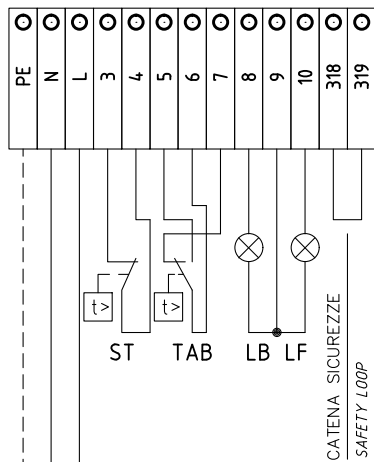 PE N L 3 4 5 6 7 8 9 10 318 319
t> t>
ST TAB LB LF
CATENA SICUREZZE
SAFETY LOOP